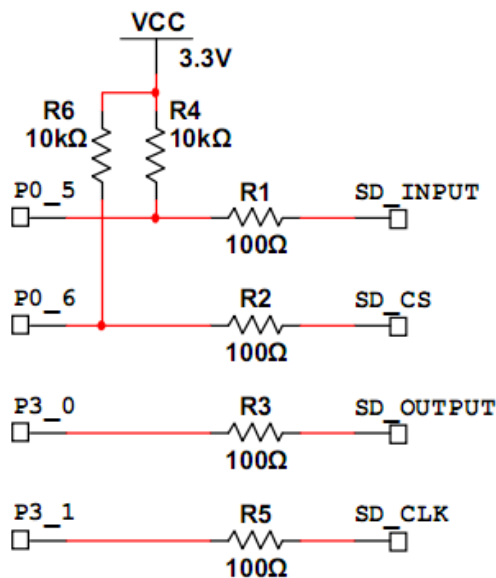 VCC
3.3V
R6
R4
10kΩ
10kΩ
P0_5
R1
SD_INPUT
100Ω
P0_6
R2
SD_CS
100Ω
P3_0
R3
SD_OUTPUT
100Ω
P3_1
R5
SD_CLK
100Ω